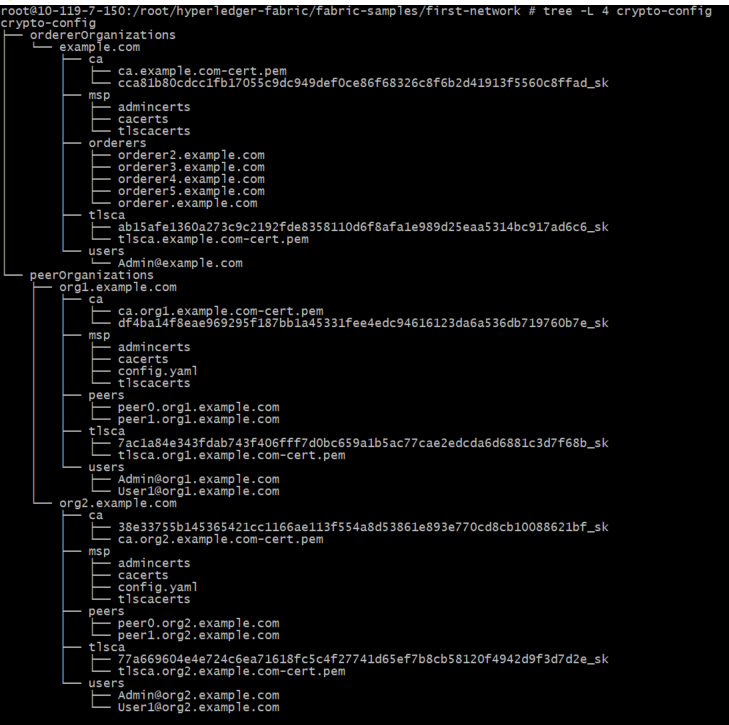 root@10-119-7-150:/root/hyperledger-fabric/fabric-samples/first-network # tree -L 4 crypto-config
crypto-config
├── ordererOrganizations
│   └── example.com
│       ├── ca
│       │   ├── ca.example.com-cert.pem
│       │   └── cca81b80cdcc1fb17055c9dc949def0ce86f68326c8f6b2d41913f5560c8ffad_sk
│       ├── msp
│       │   ├── admincerts
│       │   ├── cacerts
│       │   └── tlscacerts
│       ├── orderers
│       │   ├── orderer2.example.com
│       │   ├── orderer3.example.com
│       │   ├── orderer4.example.com
│       │   ├── orderer5.example.com
│       │   └── orderer.example.com
│       ├── tlsca
│       │   ├── ab15afe1360a273c9c2192fde8358110d6f8afa1e989d25eaa5314bc917ad6c6_sk
│       │   └── tlsca.example.com-cert.pem
│       └── users
│           └── Admin@example.com
└── peerOrganizations
    ├── org1.example.com
    │   ├── ca
    │   │   ├── ca.org1.example.com-cert.pem
    │   │   └── df4ba14f8eae969295f187bb1a45331fee4edc94616123da6a536db719760b7e_sk
    │   ├── msp
    │   │   ├── admincerts
    │   │   ├── cacerts
    │   │   ├── config.yaml
    │   │   └── tlscacerts
    │   ├── peers
    │   │   ├── peer0.org1.example.com
    │   │   └── peer1.org1.example.com
    │   ├── tlsca
    │   │   ├── 7ac1a84e343fdab743f406fff7d0bc659a1b5ac77cae2edcda6d6881c3d7f68b_sk
    │   │   └── tlsca.org1.example.com-cert.pem
    │   └── users
    │       ├── Admin@org1.example.com
    │       └── User1@org1.example.com
    └── org2.example.com
        ├── ca
        │   ├── 38e33755b145365421cc1166ae113f554a8d53861e893e770cd8cb10088621bf_sk
        │   └── ca.org2.example.com-cert.pem
        ├── msp
        │   ├── admincerts
        │   ├── cacerts
        │   ├── config.yaml
        │   └── tlscacerts
        ├── peers
        │   ├── peer0.org2.example.com
        │   └── peer1.org2.example.com
        ├── tlsca
        │   ├── 77a669604e4e724c6ea71618fc5c4f27741d65ef7b8cb58120f4942d9f3d7d2e_sk
        │   └── tlsca.org2.example.com-cert.pem
        └── users
            ├── Admin@org2.example.com
            └── User1@org2.example.com